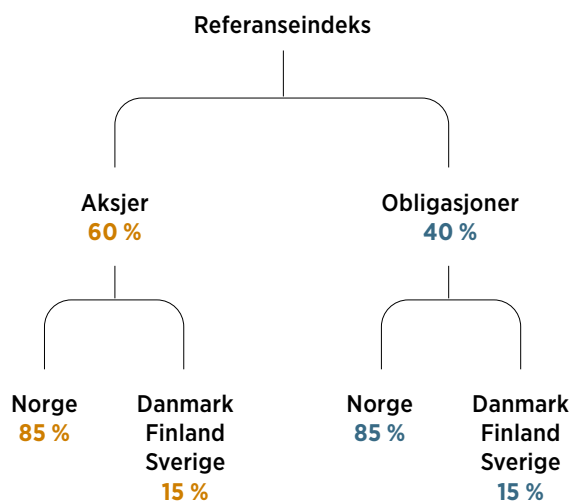 Referanseindeks
Aksjer
60 %
Obligasjoner
40 %
Norge
85 %
Danmark
Finland
Sverige
15 %
Norge
85 %
Danmark
Finland
Sverige
15 %